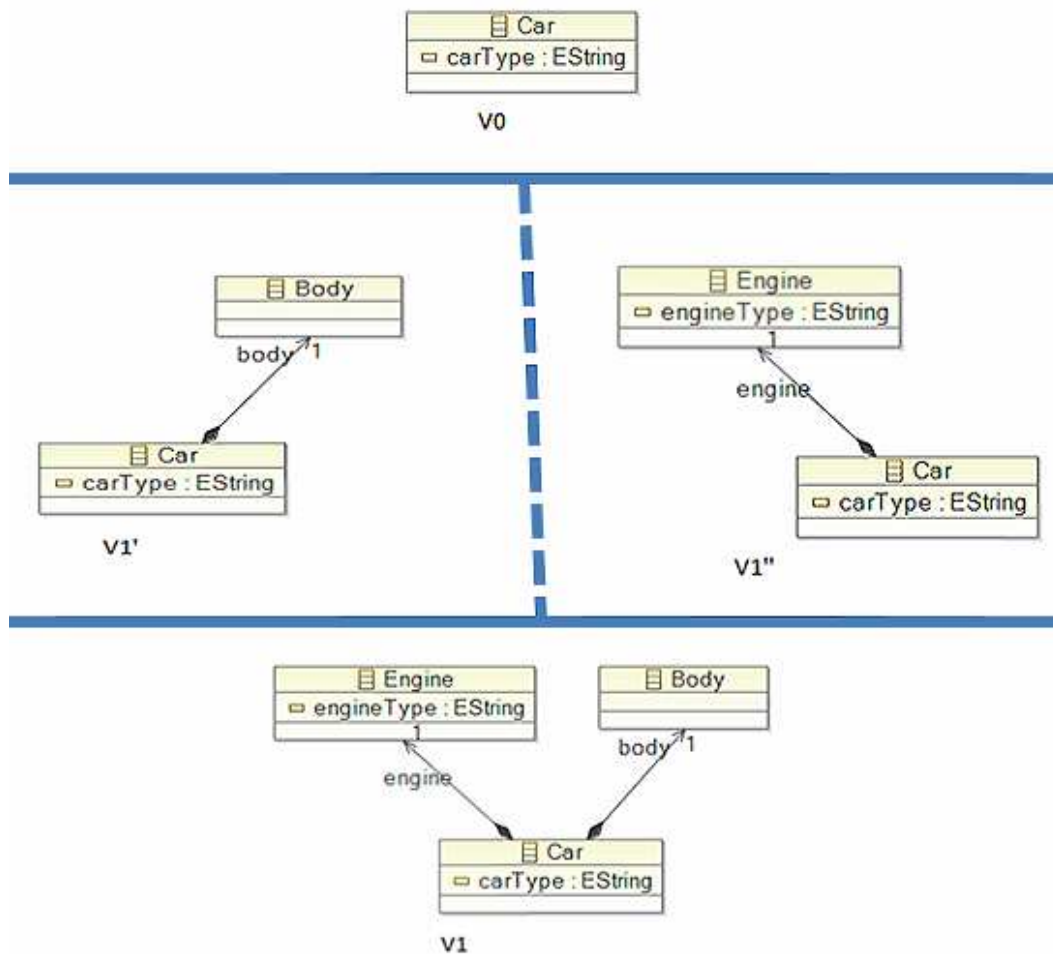 Car
carType : EString
V0
Body
body 1
Car
carType : EString
V1'
Engine
engineType : EString
1
engine
Car
carType : EString
V1"
Engine
engineType : EString
1
engine
Body
body 1
Car
carType : EString
V1